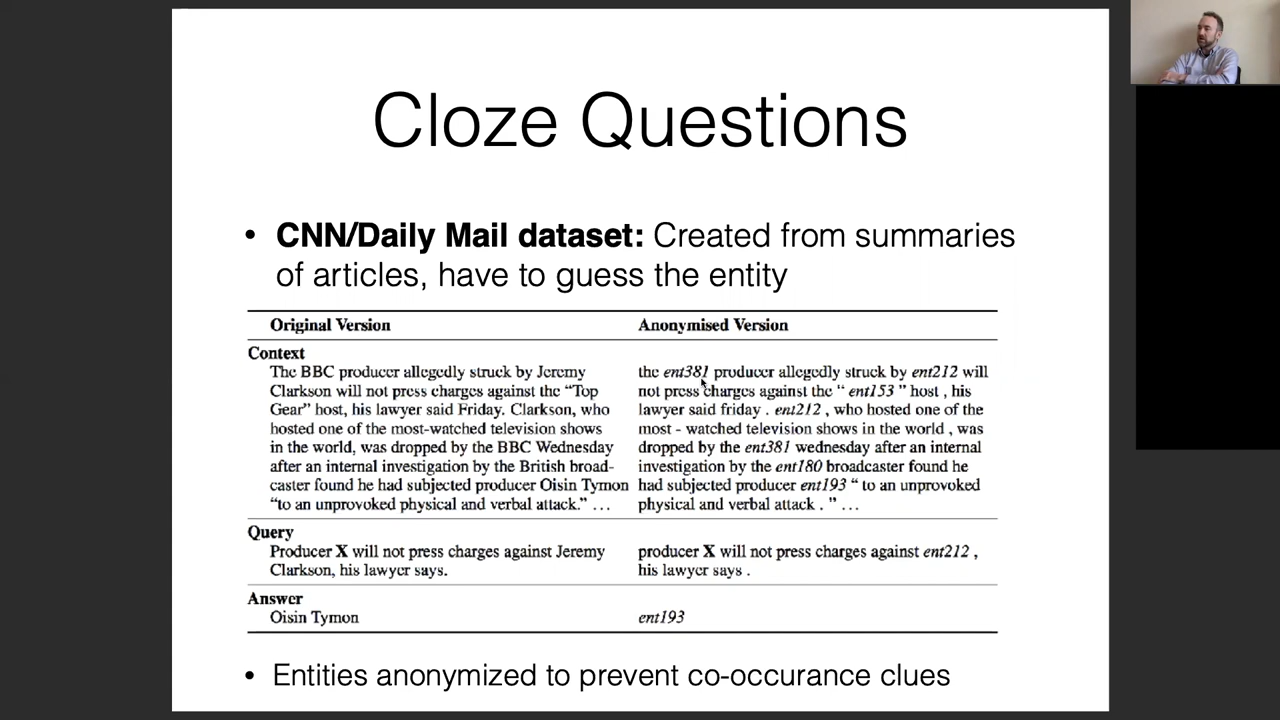 Cloze Questions
• CNN/Daily Mail dataset: Created from summaries
of articles, have to guess the entity
Original Version Anonymised Version
Context
The BBC producer allegedly struck by Jeremy
Clarkson will not press charges against the “Top
Gear” host, his lawyer said Friday. Clarkson, who
hosted one of the most-watched television shows
in the world, was dropped by the BBC Wednesday
after an internal investigation by the British broad-
caster found he had subjected producer Oisin Tymon
“to an unprovoked physical and verbal attack.” …
the ent381 producer allegedly struck by ent212 will
not press charges against the “ ent153 ” host , his
lawyer said friday . ent212 , who hosted one of the
most - watched television shows in the world , was
dropped by the ent381 wednesday after an internal
investigation by the ent180 broadcaster found he
had subjected producer ent193 “ to an unprovoked
physical and verbal attack . ” …
Query
Producer X will not press charges against Jeremy
Clarkson, his lawyer says.
producer X will not press charges against ent212 ,
his lawyer says .
Answer
Oisin Tymon
ent193
• Entities anonymized to prevent co-occurance clues